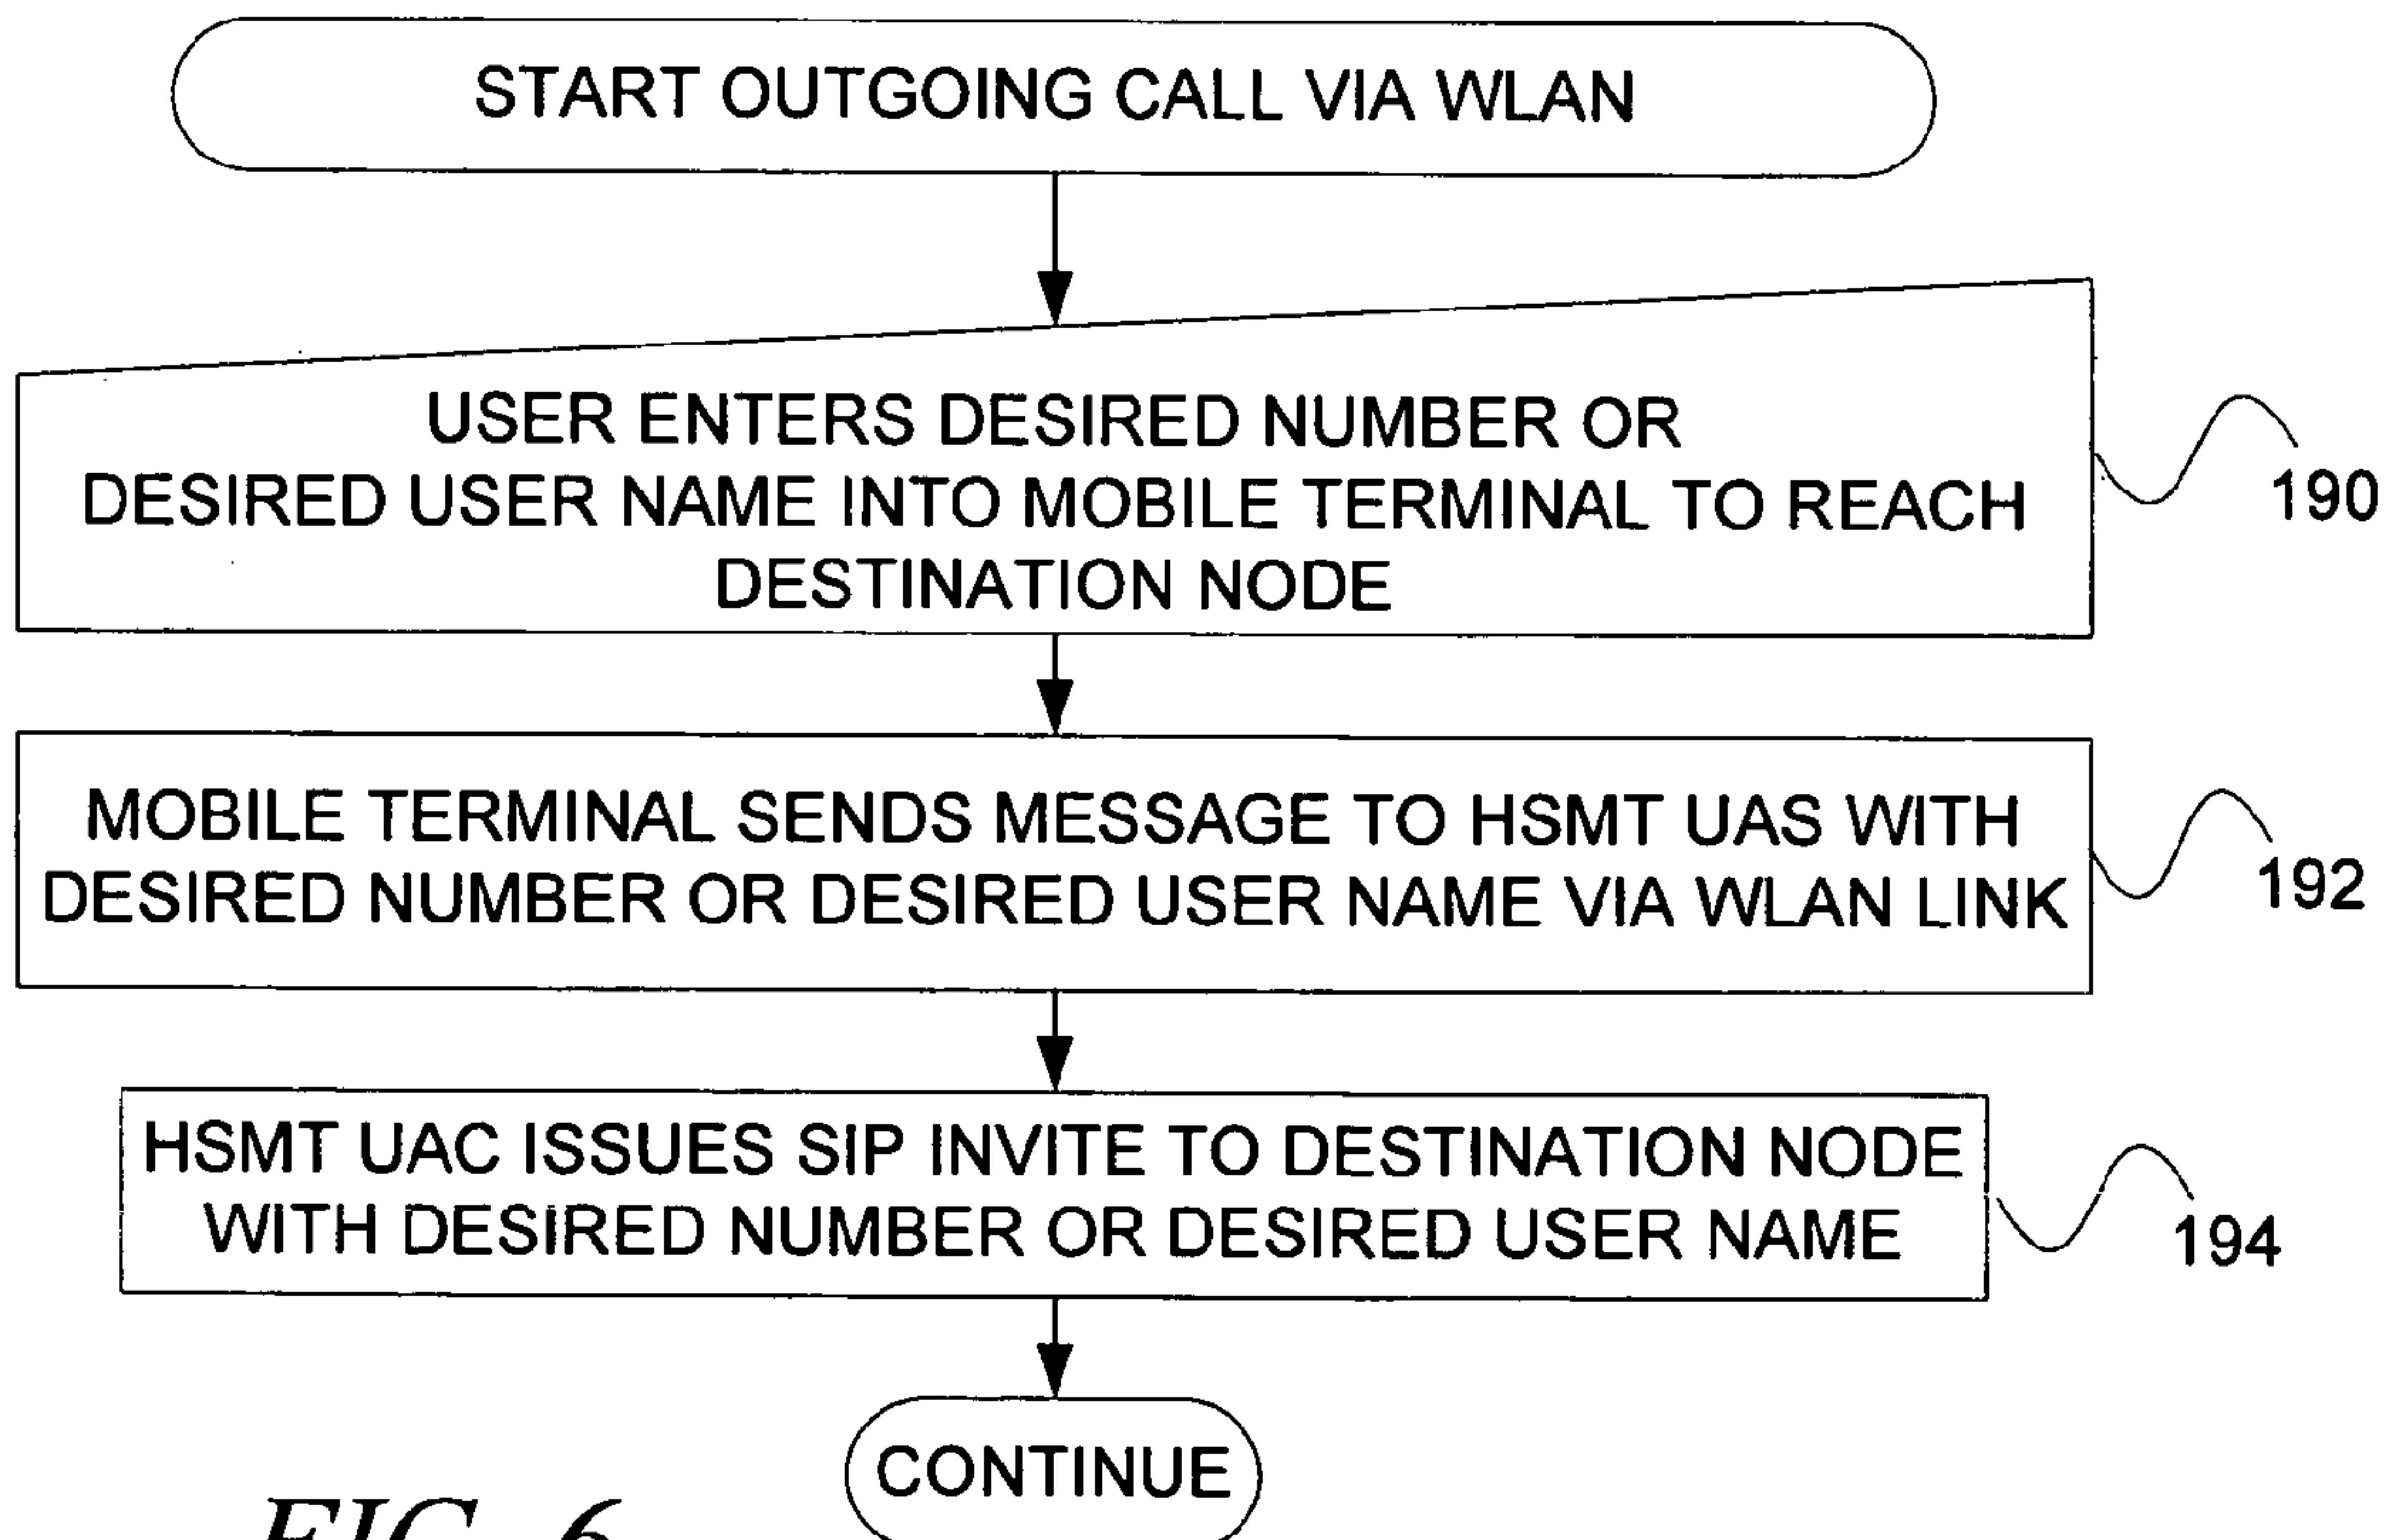 START OUTGOING CALL VIA WLAN
USER ENTERS DESIRED NUMBER OR
DESIRED USER NAME INTO MOBILE TERMINAL TO REACH
DESTINATION NODE
190
MOBILE TERMINAL SENDS MESSAGE TO HSMT UAS WITH
DESIRED NUMBER OR DESIRED USER NAME VIA WLAN LINK
192
HSMT UAC ISSUES SIP INVITE TO DESTINATION NODE
WITH DESIRED NUMBER OR DESIRED USER NAME
194
CONTINUE
FIG. 6